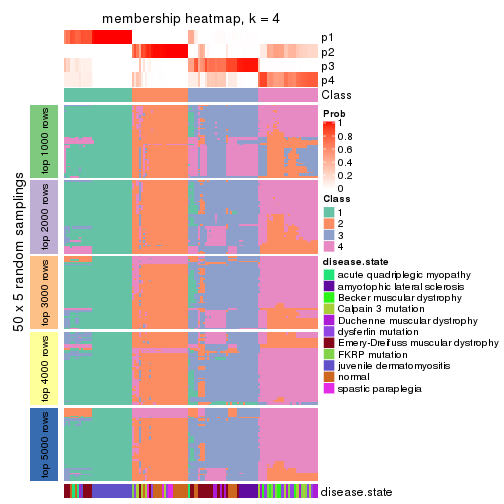 membership heatmap, k = 4
p1
p2
p3
p4
Class
50 x 5 random samplings
top 1000 rows
top 2000 rows
top 3000 rows
top 4000 rows
top 5000 rows
disease.state
Prob
1
0.8
0.6
0.4
0.2
0
Class
1
2
3
4
disease.state
acute quadriplegic myopathy
amyotophic lateral sclerosis
Becker muscular dystrophy
Calpain 3 mutation
Duchenne muscular dystrophy
dysferlin mutation
Emery-Dreifuss muscular dystrophy
FKRP mutation
juvenile dermatomyositis
normal
spastic paraplegia